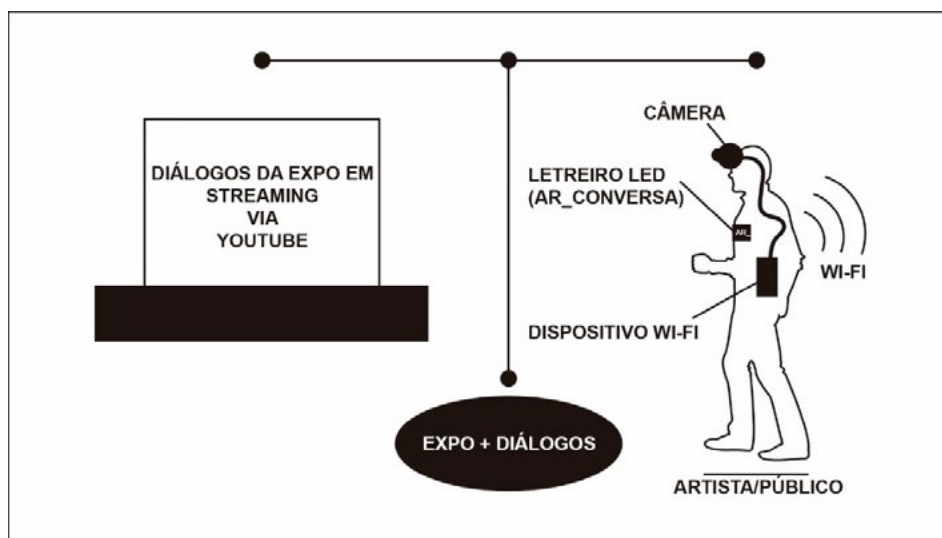 DIÁLOGOS DA EXPO EM
STREAMING
VIA
YOUTUBE
CÂMERA
LETREIRO LED
(AR_CONVERSA)
AR_
WI-FI
DISPOSITIVO WI-FI
EXPO + DIÁLOGOS
ARTISTA/PÚBLICO